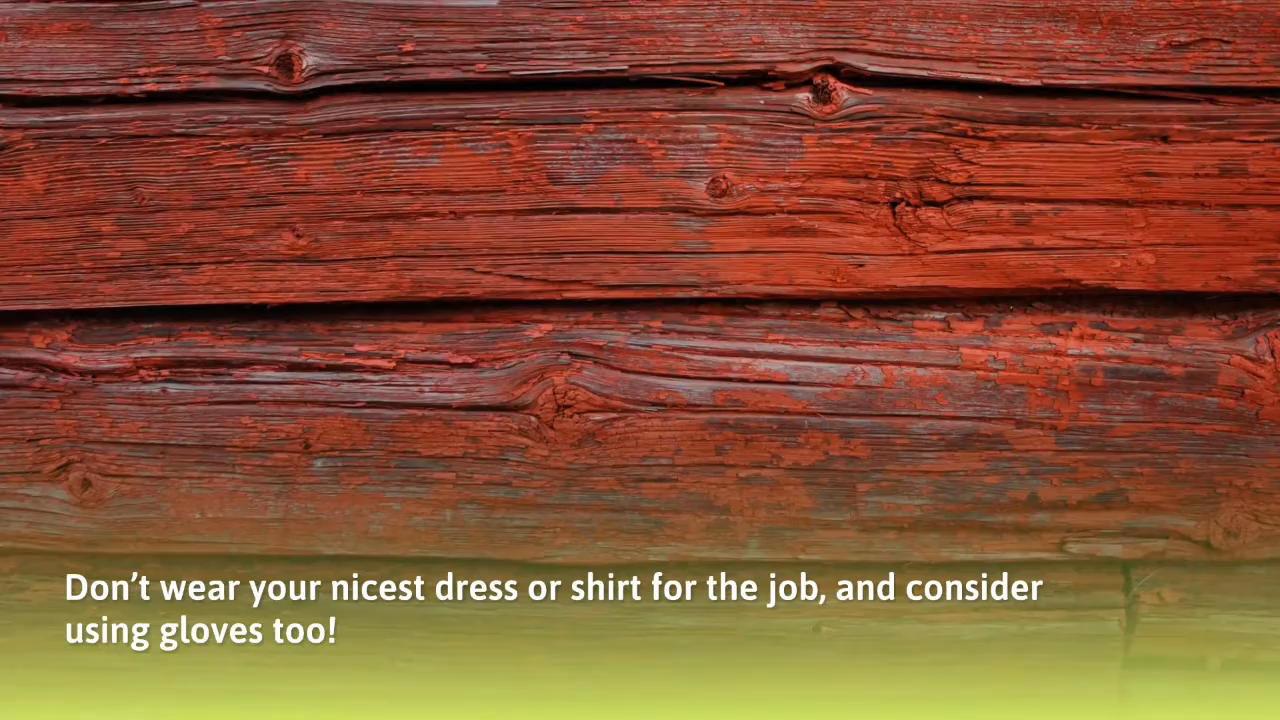 Don’t wear your nicest dress or shirt for the job, and consider
using gloves too!